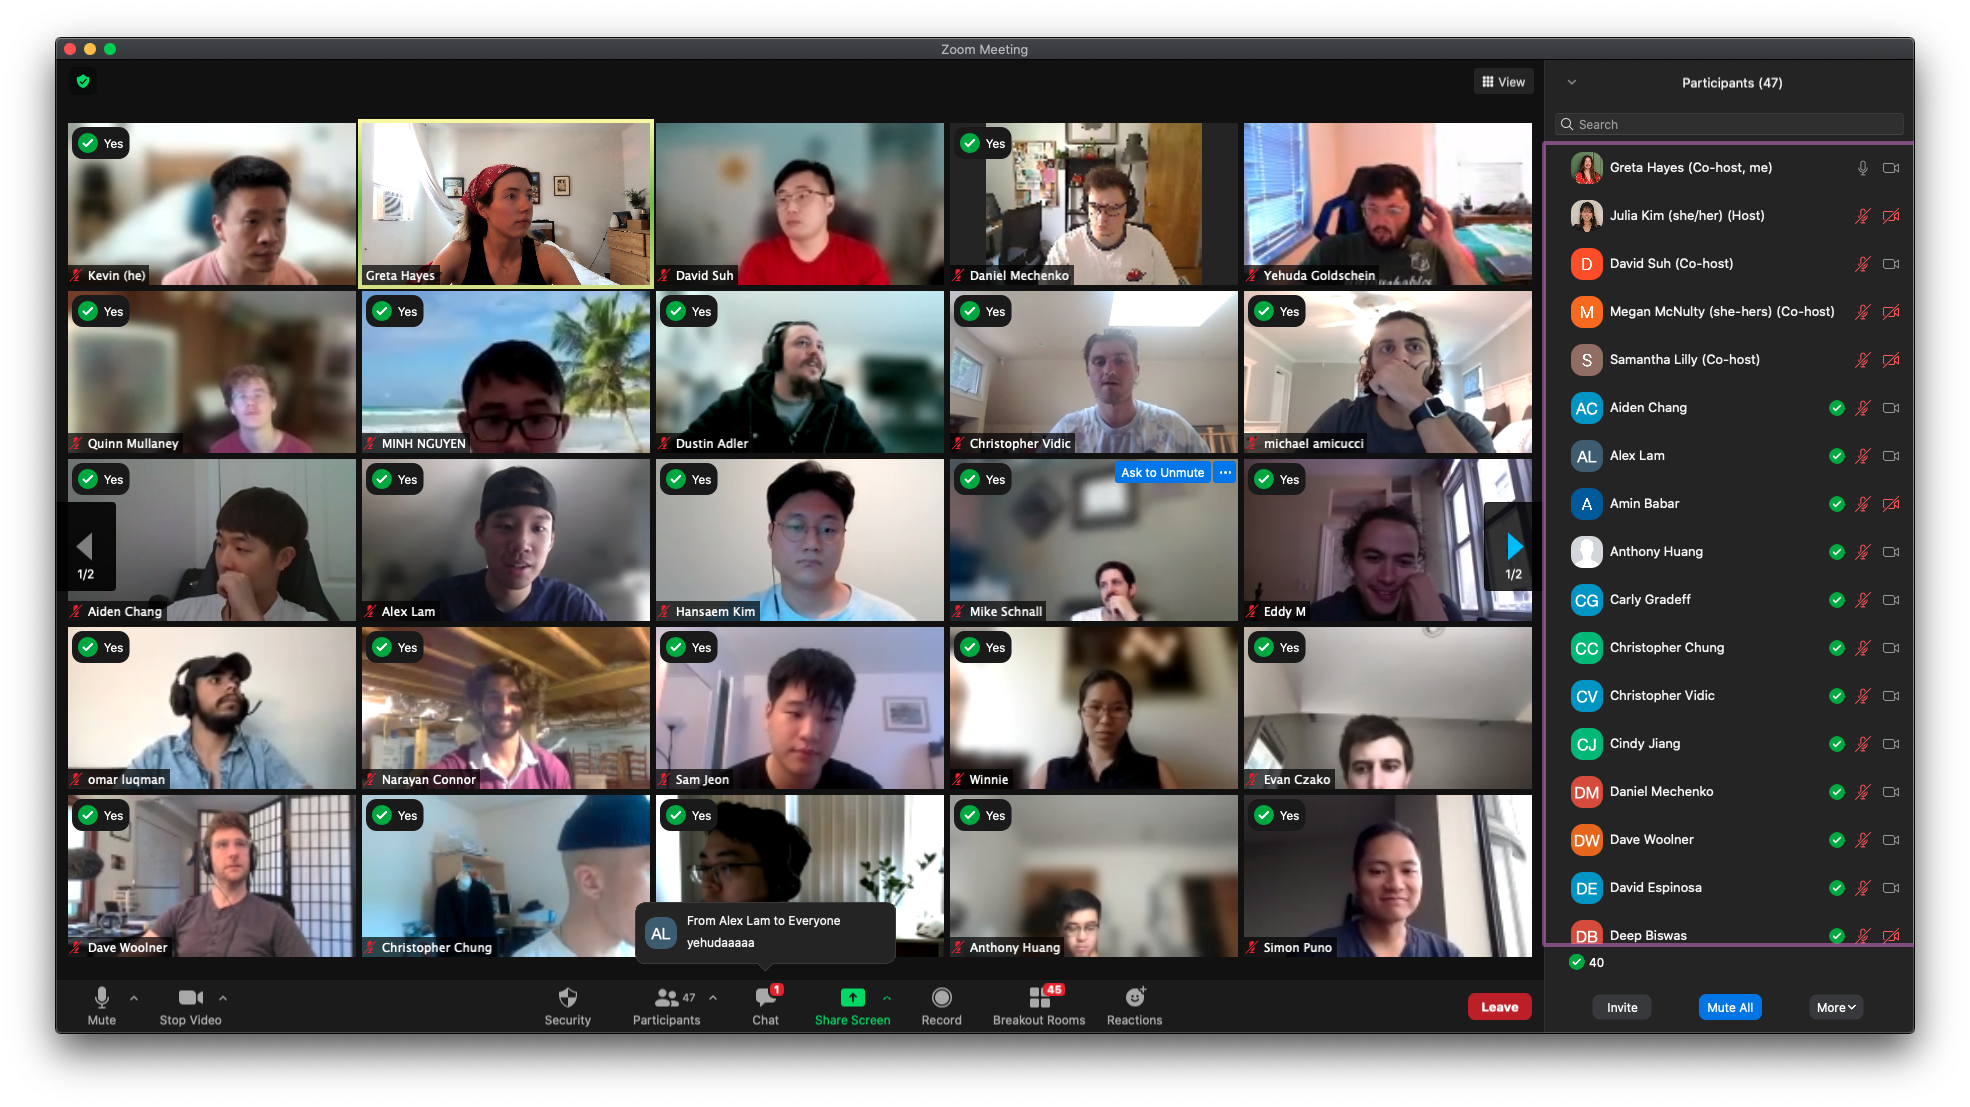 Zoom Meeting
View
Yes
Kevin (he)
Greta Hayes
David Suh
Yes
Daniel Mechenko
Yehuda Goldschein
Yes
Quinn Mullaney
Yes
MINH NGUYEN
Yes
Dustin Adler
Yes
Christopher Vidic
Yes
michael amicucci
Yes
1/2
Aiden Chang
Yes
Alex Lam
Yes
Hansaem Kim
Yes
Ask to Unmute
...
Mike Schnall
Yes
1/2
Eddy M
Yes
omar luqman
Yes
Narayan Connor
Yes
Sam Jeon
Yes
Winnie
Yes
Evan Czako
Yes
Dave Woolner
Yes
Christopher Chung
Yes
AL
From Alex Lam to Everyone
yehudaaaaa
Yes
Anthony Huang
Yes
Simon Puno
Mute
Stop Video
Security
47
Participants
1
Chat
Share Screen
Record
45
Breakout Rooms
Reactions
Leave
Participants (47)
Search
Greta Hayes (Co-host, me)
Julia Kim (she/her) (Host)
D David Suh (Co-host)
M Megan McNulty (she-hers) (Co-host)
S Samantha Lilly (Co-host)
AC Aiden Chang
AL Alex Lam
A Amin Babar
Anthony Huang
CG Carly Gradeff
CC Christopher Chung
CV Christopher Vidic
CJ Cindy Jiang
DM Daniel Mechenko
DW Dave Woolner
DE David Espinosa
DB Deep Biswas
40
Invite
Mute All
More